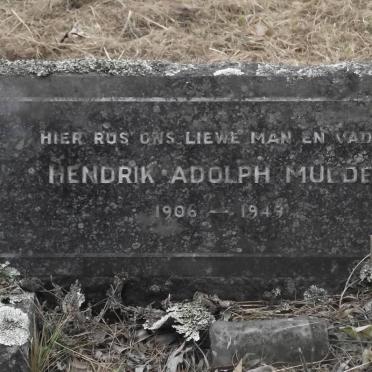 HIER RUS ONS LIEWE MAN EN VAD
HENDRIK ADOLPH MULDE
1906 — 1949